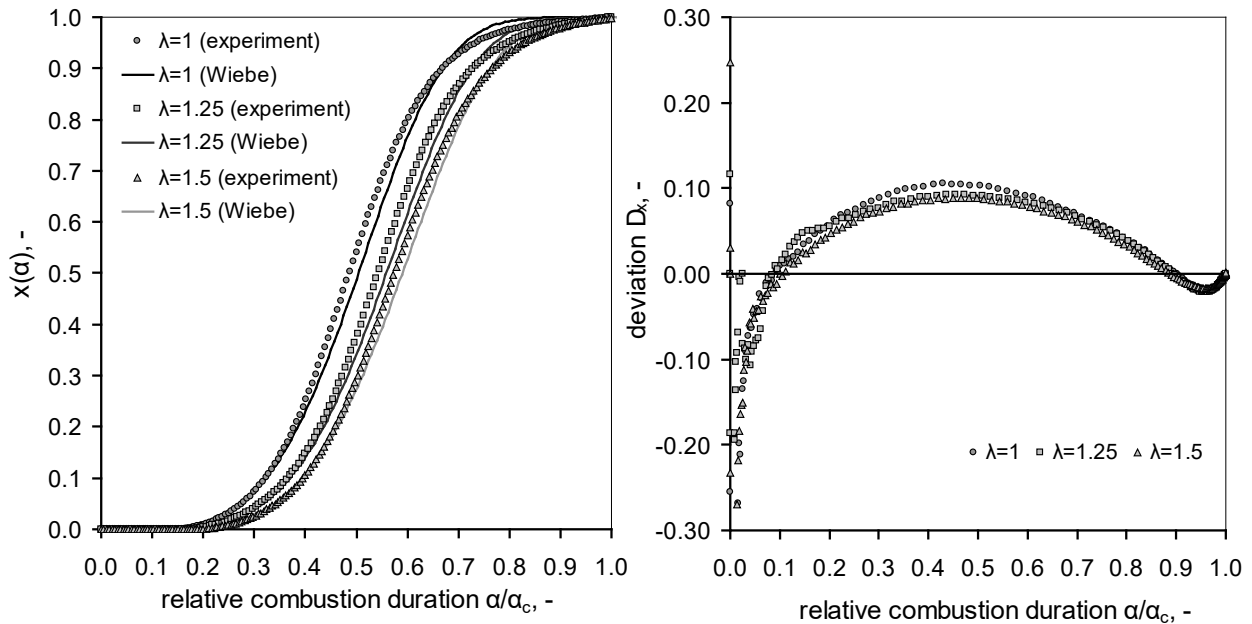 x(α), -
1.0
0.9
0.8
0.7
0.6
0.5
0.4
0.3
0.2
0.1
0.0
λ=1 (experiment)
λ=1 (Wiebe)
λ=1.25 (experiment)
λ=1.25 (Wiebe)
λ=1.5 (experiment)
λ=1.5 (Wiebe)
0.0 0.1 0.2 0.3 0.4 0.5 0.6 0.7 0.8 0.9 1.0
relative combustion duration α/αc, -
deviation Dx, -
0.30
0.20
0.10
0.00
-0.10
-0.20
-0.30
λ=1 λ=1.25 λ=1.5
0.0 0.1 0.2 0.3 0.4 0.5 0.6 0.7 0.8 0.9 1.0
relative combustion duration α/αc, -